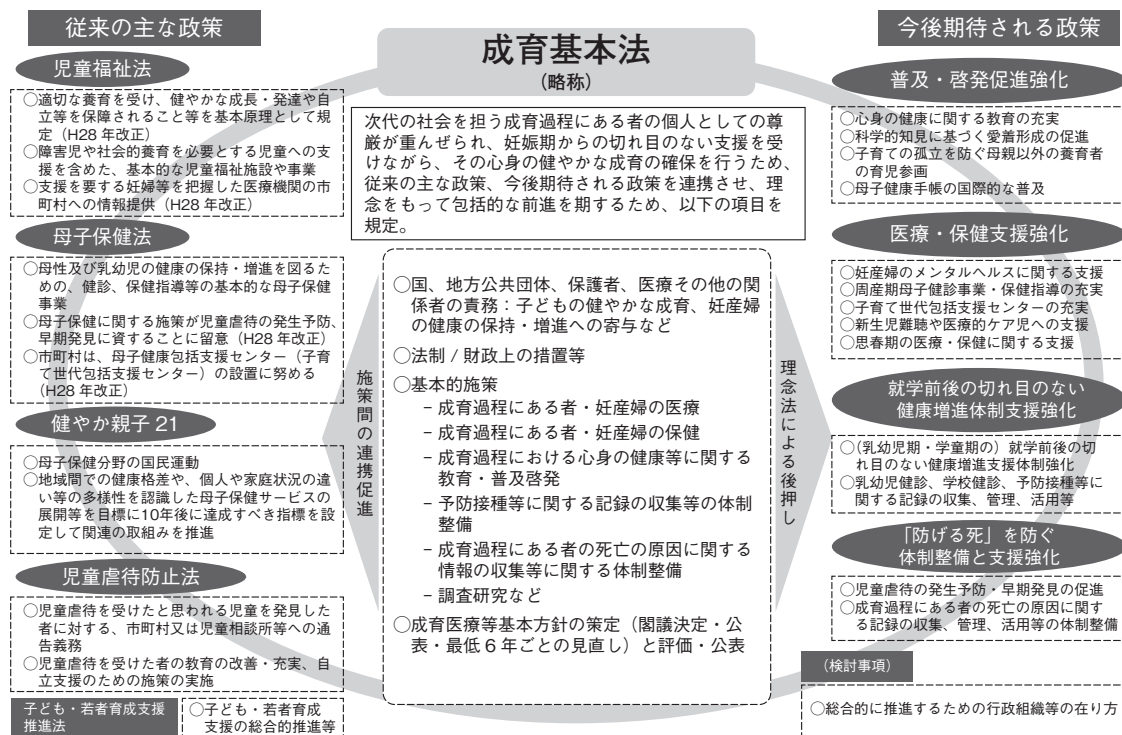 従来の主な政策
児童福祉法
○適切な養育を受け、健やかな成長・発達や自
立等を保障されること等を基本原理として規
定（H28 年改正）
○障害児や社会的養育を必要とする児童への支
援を含めた、基本的な児童福祉施設や事業
○支援を要する妊婦等を把握した医療機関の市
町村への情報提供（H28 年改正）
母子保健法
○母性及び乳幼児の健康の保持・増進を図るた
めの、健診、保健指導等の基本的な母子保健
事業
○母子保健に関する施策が児童虐待の発生予防、
早期発見に資することに留意（H28 年改正）
○市町村は、母子健康包括支援センター（子育
て世代包括支援センター）の設置に努める
（H28 年改正）
健やか親子 21
○母子保健分野の国民運動
○地域間での健康格差や、個人や家庭状況の違
い等の多様性を認識した母子保健サービスの
展開等を目標に10年後に達成すべき指標を設
定して関連の取組みを推進
児童虐待防止法
○児童虐待を受けたと思われる児童を発見した
者に対する、市町村又は児童相談所等への通
告義務
○児童虐待を受けた者の教育の改善・充実、自
立支援のための施策の実施
子ども・若者育成支援
推進法
○子ども・若者育成
支援の総合的推進等
成育基本法
（略称）
次代の社会を担う成育過程にある者の個人としての尊
厳が重んぜられ、妊娠期からの切れ目のない支援を受
けながら、その心身の健やかな成育の確保を行うため、
従来の主な政策、今後期待される政策を連携させ、理
念をもって包括的な前進を期するため、以下の項目を
規定。
施策間の連携促進
○国、地方公共団体、保護者、医療その他の関
係者の責務：子どもの健やかな成育、妊産婦
の健康の保持・増進への寄与など
○法制 / 財政上の措置等
○基本的施策
− 成育過程にある者・妊産婦の医療
− 成育過程にある者・妊産婦の保健
− 成育過程における心身の健康等に関する
教育・普及啓発
− 予防接種等に関する記録の収集等の体制
整備
− 成育過程にある者の死亡の原因に関する
情報の収集等に関する体制整備
− 調査研究など
○成育医療等基本方針の策定（閣議決定・公
表・最低 6 年ごとの見直し）と評価・公表
理念法による後押し
今後期待される政策
普及・啓発促進強化
○心身の健康に関する教育の充実
○科学的知見に基づく愛着形成の促進
○子育ての孤立を防ぐ母親以外の養育者
の育児参画
○母子健康手帳の国際的な普及
医療・保健支援強化
○妊産婦のメンタルヘルスに関する支援
○周産期母子健診事業・保健指導の充実
○子育て世代包括支援センターの充実
○新生児難聴や医療的ケア児への支援
○思春期の医療・保健に関する支援
就学前後の切れ目のない
健康増進体制支援強化
○（乳幼児期・学童期の）就学前後の切
れ目のない健康増進支援体制強化
○乳幼児健診、学校健診、予防接種等に
関する記録の収集、管理、活用等
「防げる死」を防ぐ
体制整備と支援強化
○児童虐待の発生予防・早期発見の促進
○成育過程にある者の死亡の原因に関す
る記録の収集、管理、活用等の体制整備
（検討事項）
○総合的に推進するための行政組織等の在り方